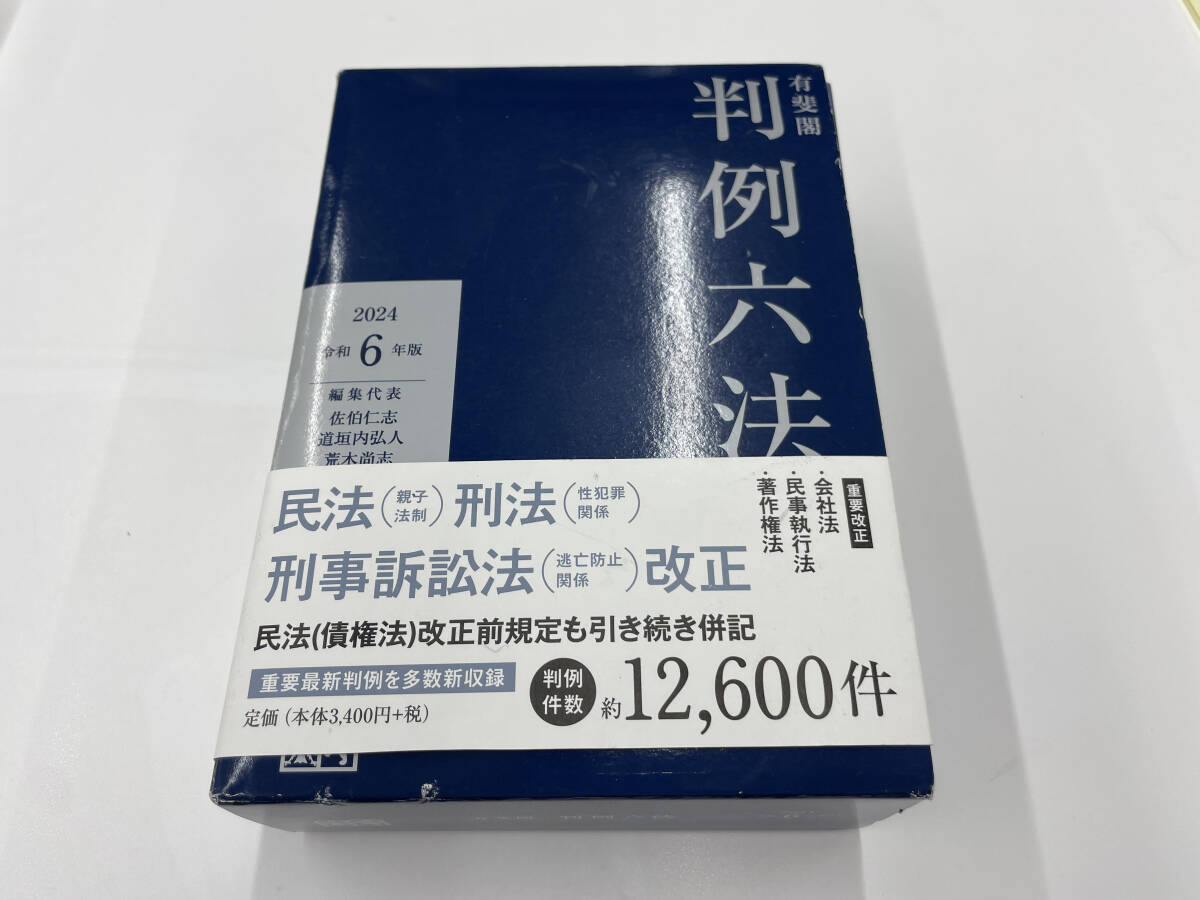 有斐閣
判例六法
2024
令和6年版
編集代表
佐伯仁志
道垣内弘人
荒木尚志
重要改正
・会社法
・民事執行法
・著作権法
民法(親子法制)刑法(性犯罪関係)
刑事訴訟法(逃亡防止関係)改正
民法(債権法)改正前規定も引き続き併記
重要最新判例を多数新収録
定価(本体3,400円+税)
判例件数 約12,600件